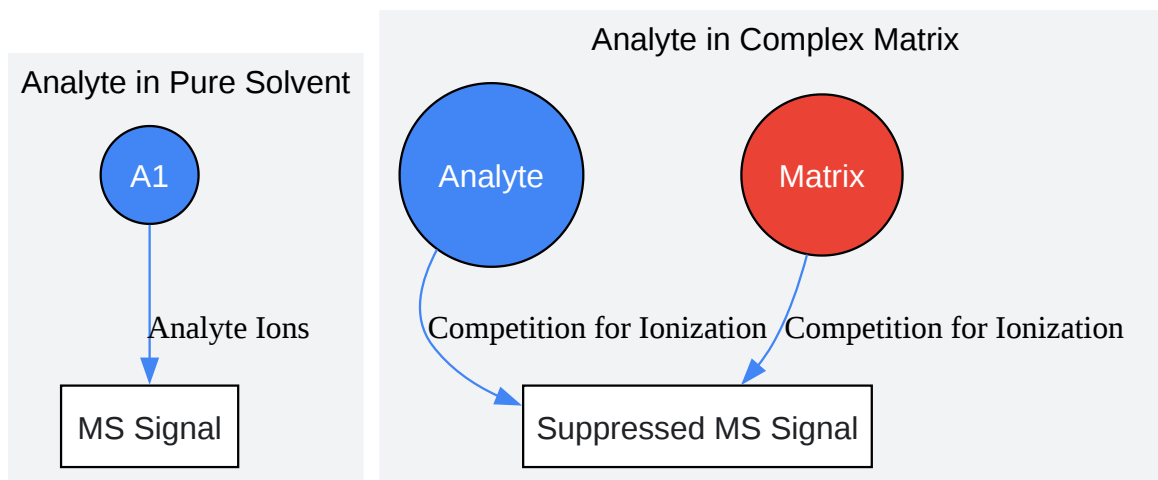 Analyte in Pure Solvent
A1
Analyte Ions
MS Signal
Analyte in Complex Matrix
Analyte
Matrix
Competition for Ionization
Competition for Ionization
Suppressed MS Signal